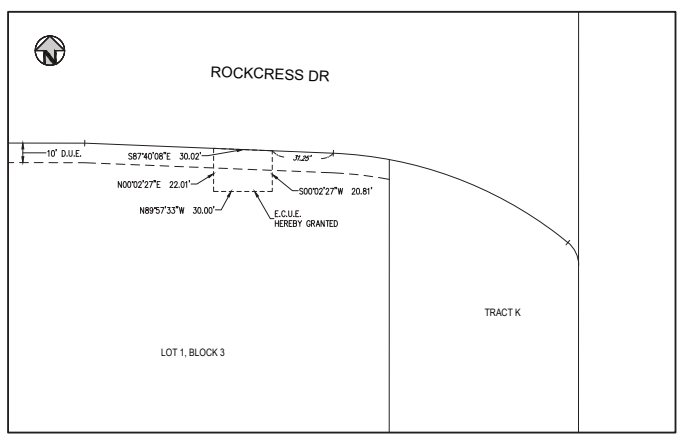 N
ROCKCRESS DR
10' D.U.E.
S87°40'08"E 30.02'
31.25'
N00°02'27"E 22.01'
S00°02'27"W 20.81'
N89°57'33"W 30.00'
E.C.U.E.
HEREBY GRANTED
TRACT K
LOT 1, BLOCK 3